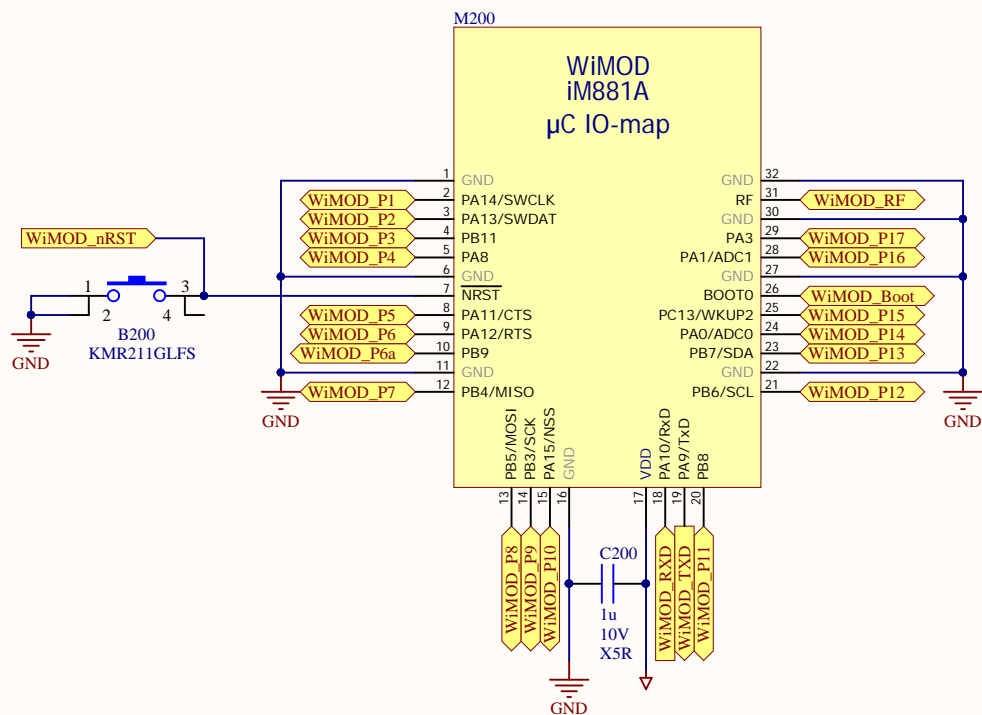 M200
WiMOD
iM881A
µC IO-map
1 GND
WiMOD_P1 2 PA14/SWCLK
WiMOD_P2 3 PA13/SWDAT
WiMOD_P3 4 PB11
WiMOD_P4 5 PA8
6 GND
7 NRST
WiMOD_P5 8 PA11/CTS
WiMOD_P6 9 PA12/RTS
WiMOD_P6a 10 PB9
11 GND
WiMOD_P7 12 PB4/MISO
GND
WiMOD_nRST
1 3
2 4
B200
KMR211GLFS
GND
GND 32
RF 31 WiMOD_RF
GND 30
PA3 29 WiMOD_P17
PA1/ADC1 28 WiMOD_P16
GND 27
BOOT0 26 WiMOD_Boot
PC13/WKUP2 25 WiMOD_P15
PA0/ADC0 24 WiMOD_P14
PB7/SDA 23 WiMOD_P13
GND 22
PB6/SCL 21 WiMOD_P12
GND
PB5/MOSI 13 WiMOD_P8
PB3/SCK 14 WiMOD_P9
PA15/NSS 15 WiMOD_P10
GND 16
VDD 17
PA10/RxD 18 WiMOD_RXD
PA9/TxD 19 WiMOD_TXD
PB8 20 WiMOD_P11
C200
1u
10V
X5R
GND